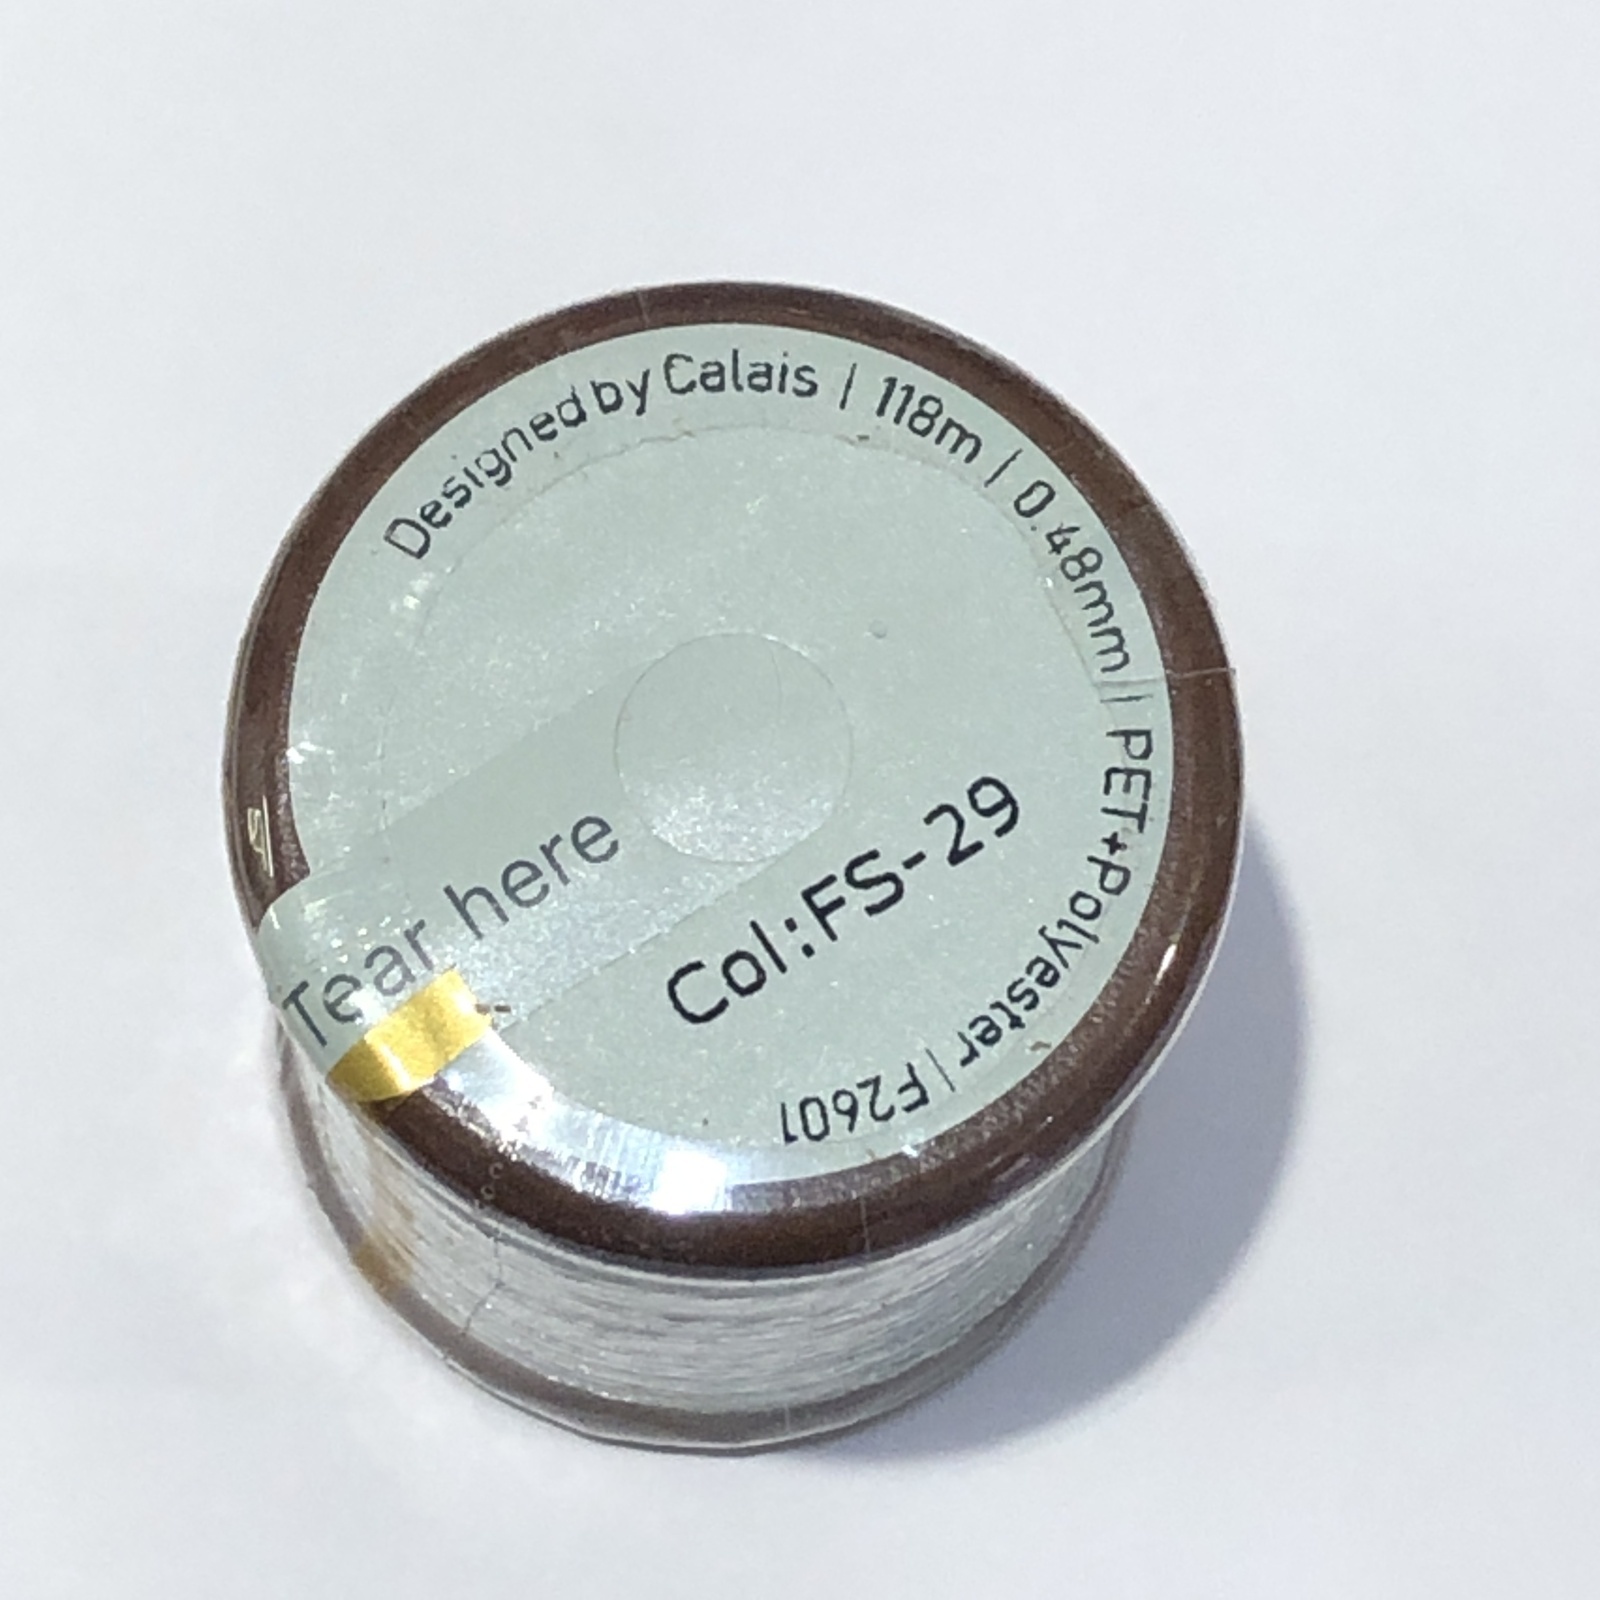 Designed by Calais | 118m | 0.48mm | PET+Polyester | F2601
Col:FS-29
Tear here